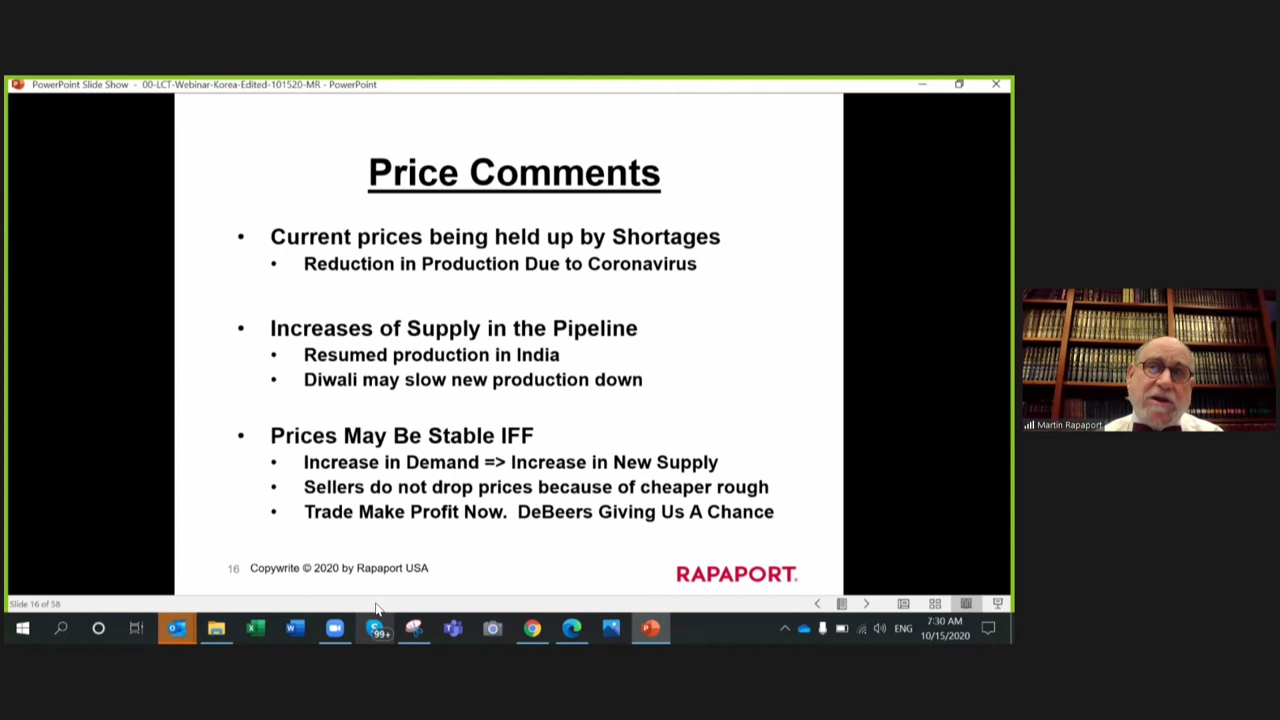 PowerPoint Slide Show - 00-LCT-Webinar-Korea-Edited-101520-MR - PowerPoint
Price Comments
• Current prices being held up by Shortages
• Reduction in Production Due to Coronavirus
• Increases of Supply in the Pipeline
• Resumed production in India
• Diwali may slow new production down
• Prices May Be Stable IFF
• Increase in Demand => Increase in New Supply
• Sellers do not drop prices because of cheaper rough
• Trade Make Profit Now. DeBeers Giving Us A Chance
16 Copywrite © 2020 by Rapaport USA
RAPAPORT.
Martin Rapaport
Slide 16 of 58
99+
ENG
7:30 AM
10/15/2020